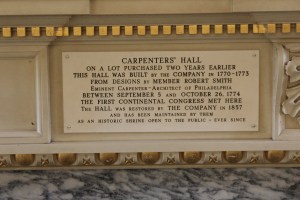 CARPENTERS' HALL
ON A LOT PURCHASED TWO YEARS EARLIER
THIS HALL WAS BUILT BY THE COMPANY IN 1770-1773
FROM DESIGNS BY MEMBER ROBERT SMITH
EMINENT CARPENTER-ARCHITECT OF PHILADELPHIA
BETWEEN SEPTEMBER 5 AND OCTOBER 26, 1774
THE FIRST CONTINENTAL CONGRESS MET HERE
THE HALL WAS RESTORED BY THE COMPANY IN 1857
AND HAS BEEN MAINTAINED BY THEM
AS AN HISTORIC SHRINE OPEN TO THE PUBLIC - EVER SINCE